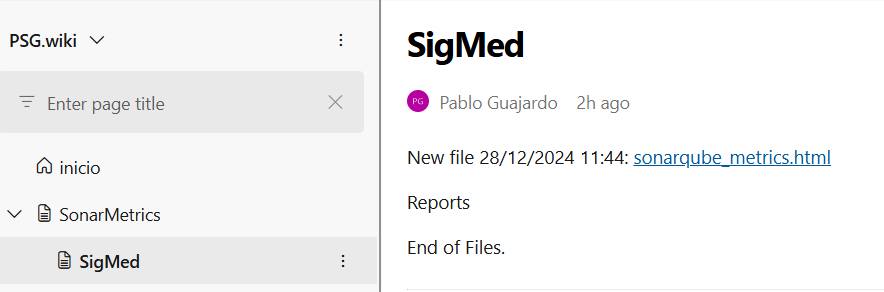 PSG.wiki
Enter page title
inicio
SonarMetrics
SigMed
SigMed
PG Pablo Guajardo 2h ago
New file 28/12/2024 11:44: sonarqube_metrics.html
Reports
End of Files.